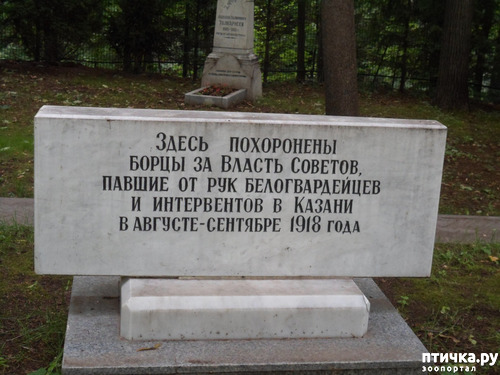 Здесь похоронены
борцы за Власть Советов,
павшие от рук белогвардейцев
и интервентов в Казани
в августе-сентябре 1918 года
птичка.ру
зоопортал